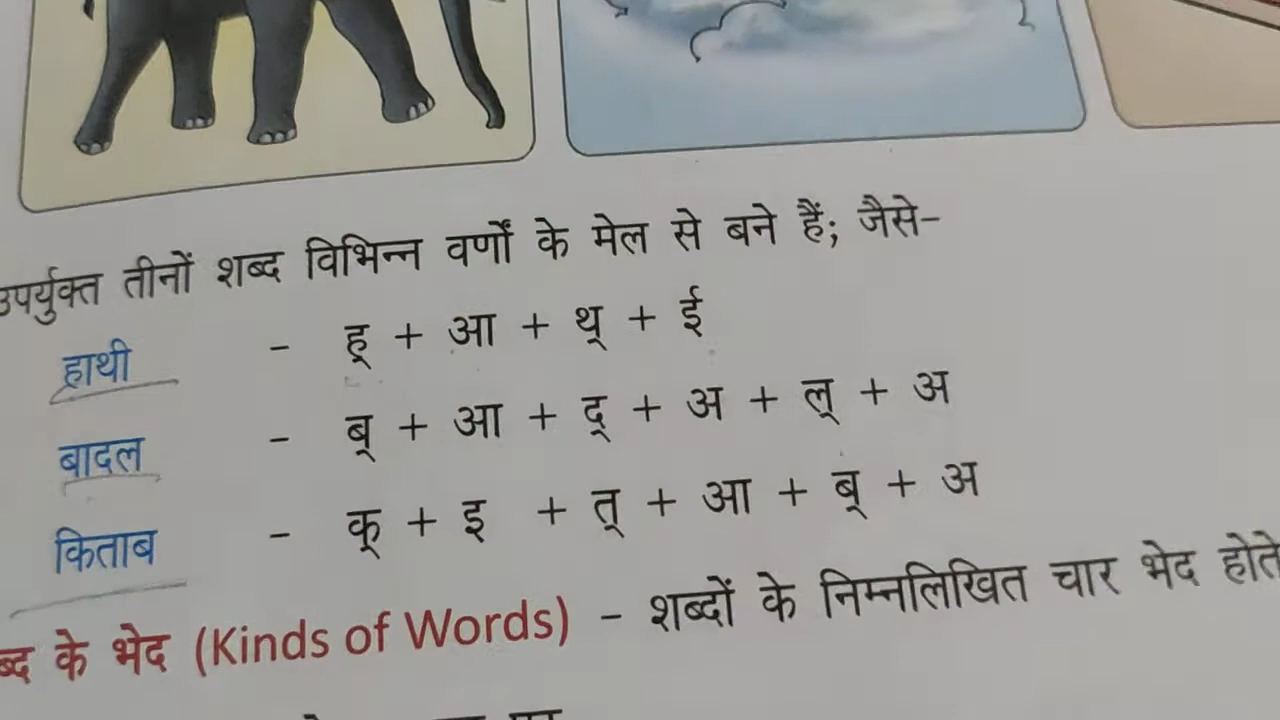 उपर्युक्त तीनों शब्द विभिन्न वर्णों के मेल से बने हैं; जैसे-
हाथी - ह् + आ + थ् + ई
बादल - ब् + आ + द् + अ + ल् + अ
किताब - क् + इ + त् + आ + ब् + अ
ब्द के भेद (Kinds of Words) - शब्दों के निम्नलिखित चार भेद होते